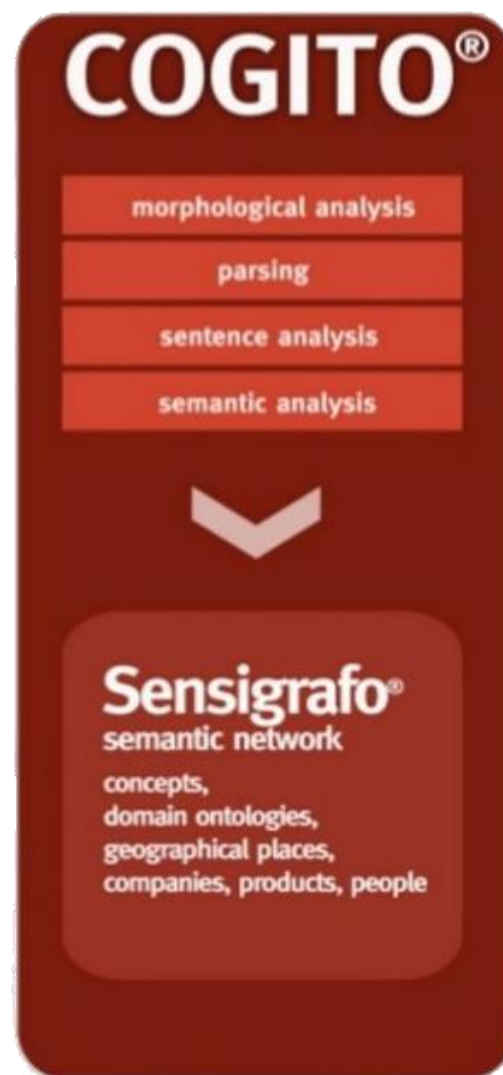 COGITO®
morphological analysis
parsing
sentence analysis
semantic analysis
Sensigrafo®
semantic network
concepts,
domain ontologies,
geographical places,
companies, products, people